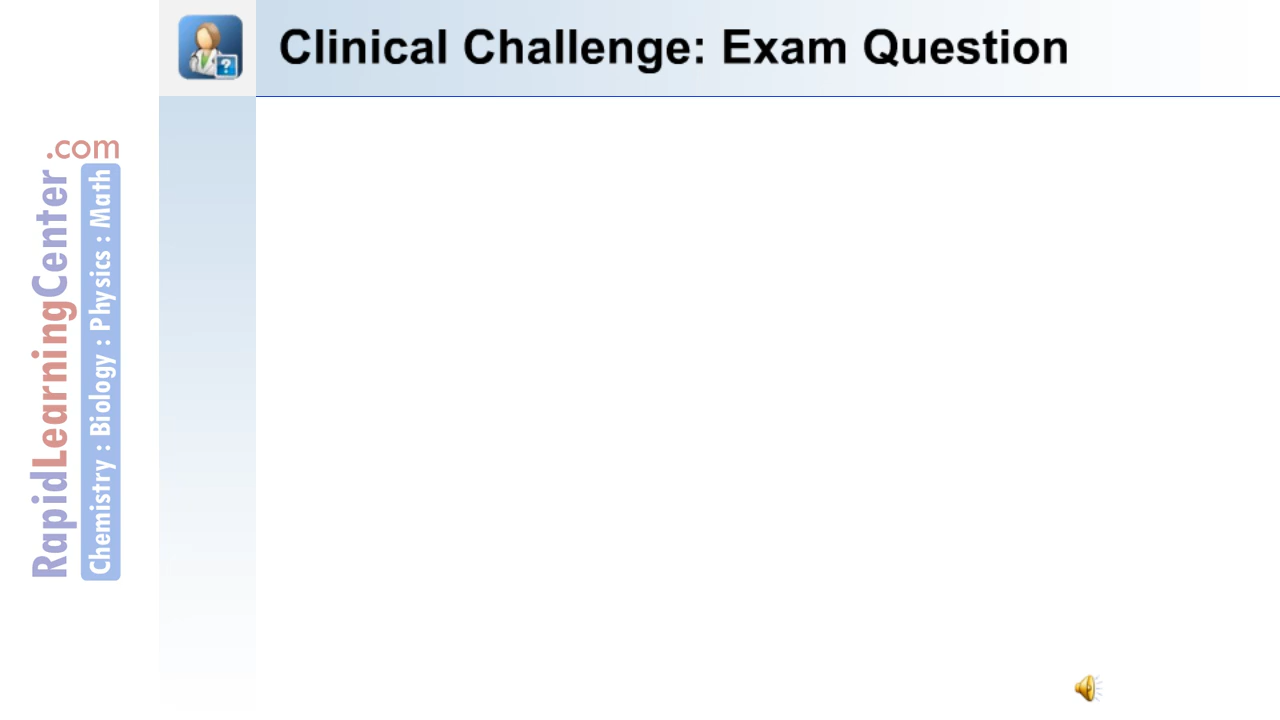 Clinical Challenge: Exam Question
?
RapidLearningCenter.com
Chemistry : Biology : Physics : Math